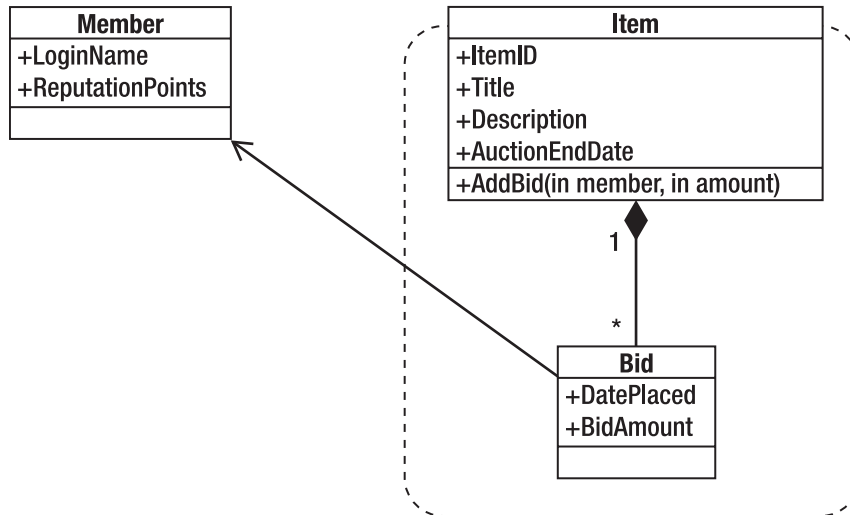 Member
+LoginName
+ReputationPoints
Item
+ItemID
+Title
+Description
+AuctionEndDate
+AddBid(in member, in amount)
1
*
Bid
+DatePlaced
+BidAmount